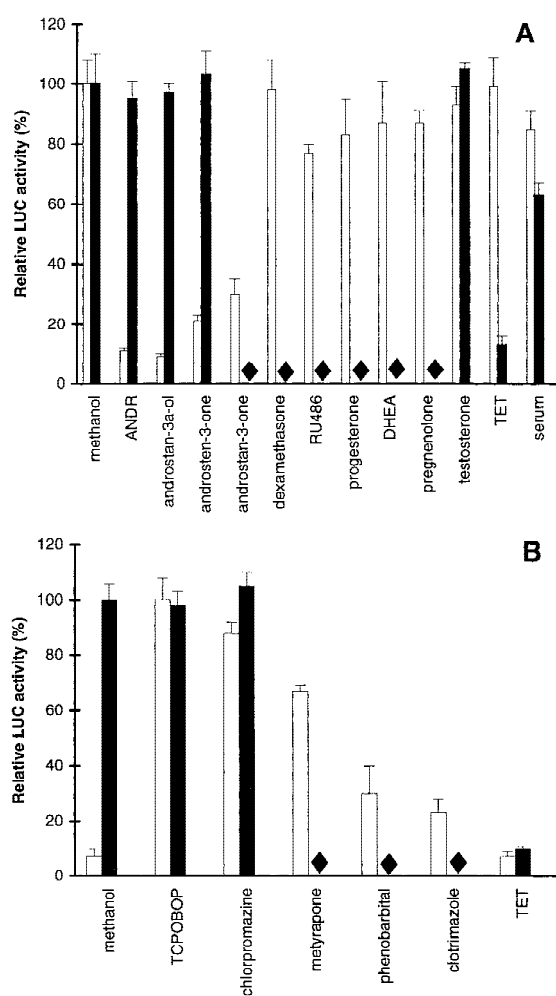 A
120
100
80
60
40
20
0
Relative LUC activity (%)
methanol
ANDR
androstan-3a-ol
androsten-3-one
androstan-3-one
dexamethasone
RU486
progesterone
DHEA
pregnenolone
testosterone
TET
serum
B
120
100
80
60
40
20
0
Relative LUC activity (%)
methanol
TCPOBOP
chlorpromazine
metyrapone
phenobarbital
clotrimazole
TET